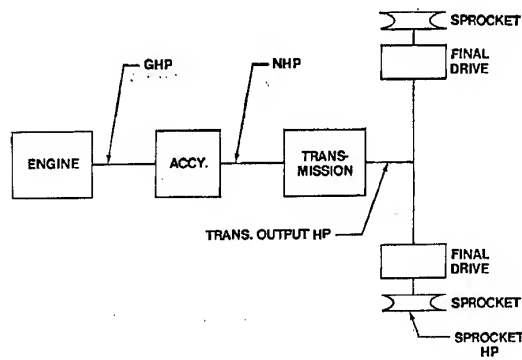 SPROCKET
GHP
NHP
FINAL
DRIVE
ENGINE
ACCY.
TRANS-
MISSION
TRANS. OUTPUT HP
FINAL
DRIVE
SPROCKET
SPROCKET
HP